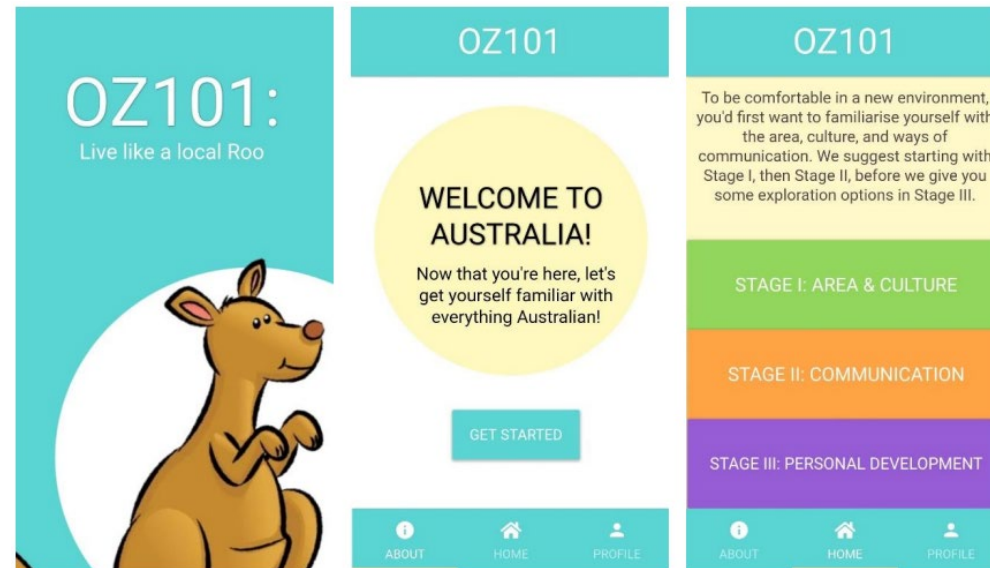 OZ101:
Live like a local Roo
OZ101
WELCOME TO
AUSTRALIA!
Now that you're here, let's
get yourself familiar with
everything Australian!
GET STARTED
ABOUT
HOME
PROFILE
OZ101
To be comfortable in a new environment,
you'd first want to familiarise yourself with
the area, culture, and ways of
communication. We suggest starting with
Stage I, then Stage II, before we give you
some exploration options in Stage III.
STAGE I: AREA & CULTURE
STAGE II: COMMUNICATION
STAGE III: PERSONAL DEVELOPMENT
ABOUT
HOME
PROFILE